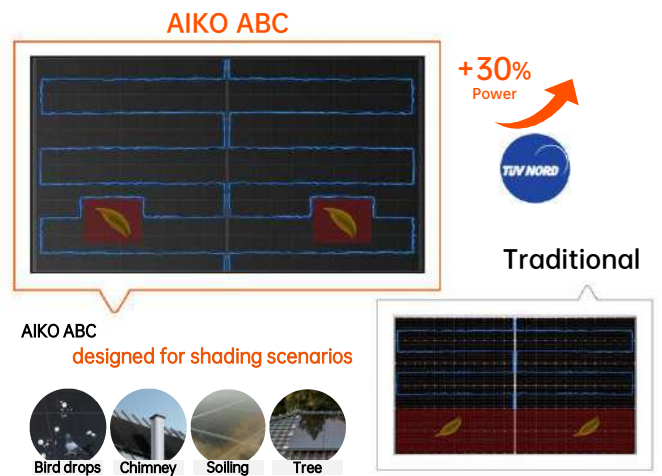 AIKO ABC
+30%
Power
TÜV NORD
Traditional
AIKO ABC
designed for shading scenarios
Bird drops
Chimney
Soiling
Tree